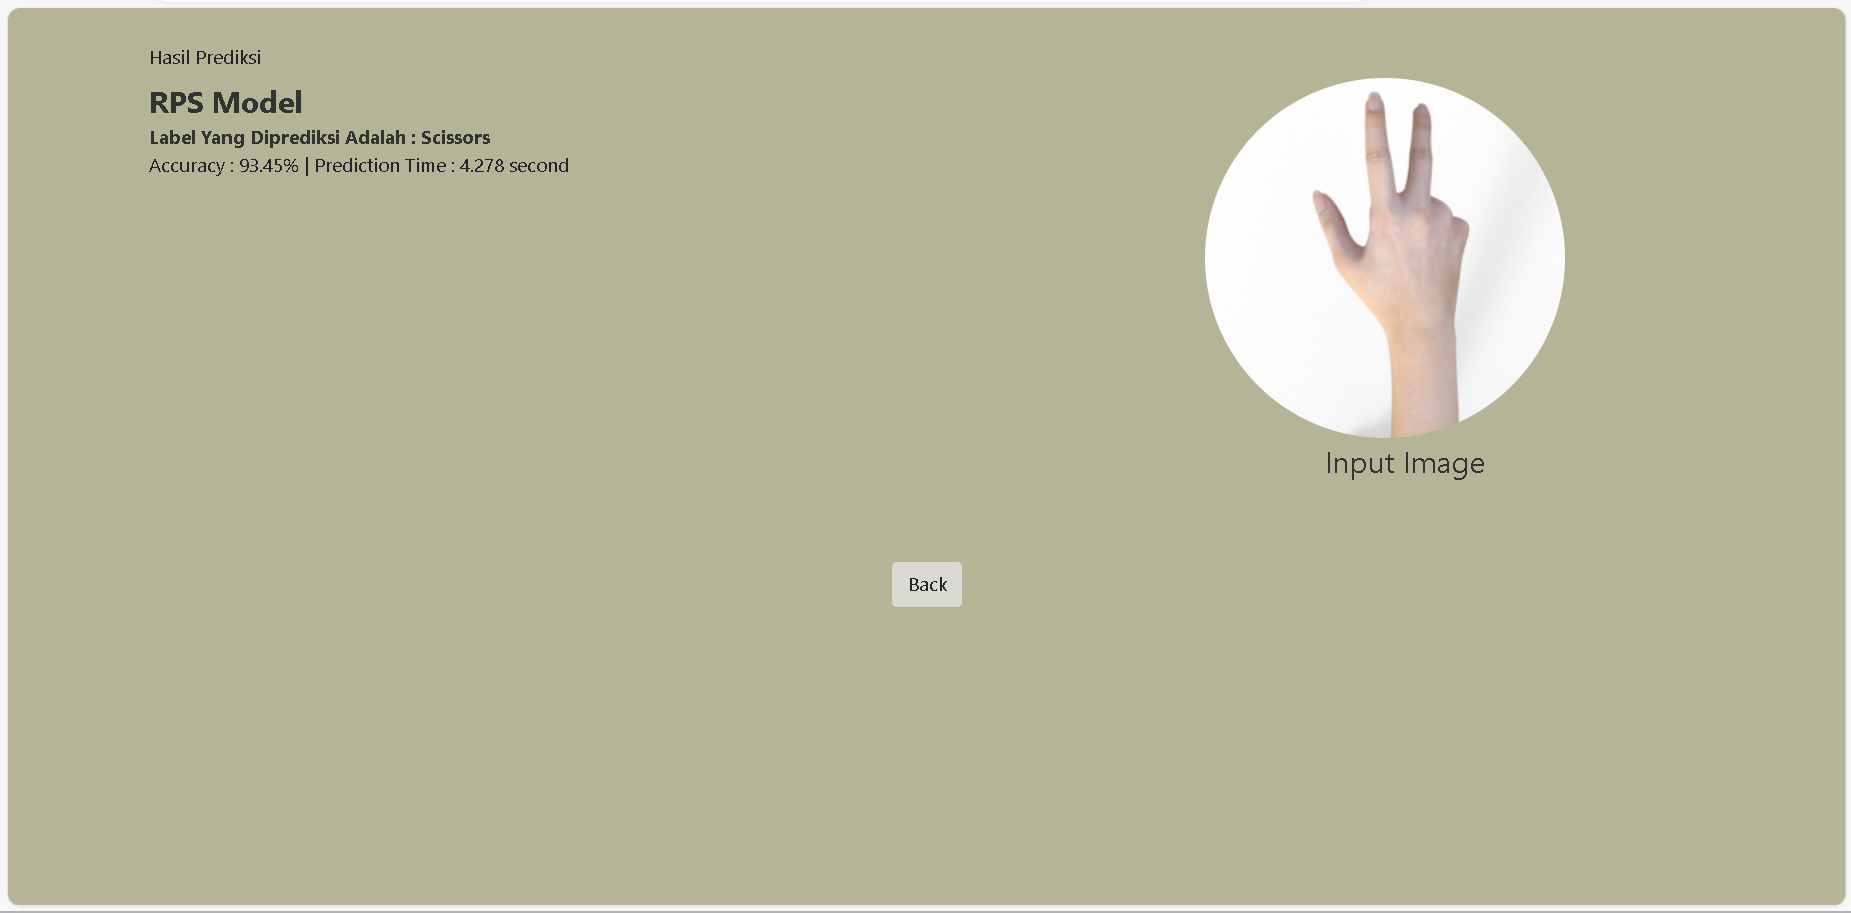 Hasil Prediksi
RPS Model
Label Yang Diprediksi Adalah : Scissors
Accuracy : 93.45% | Prediction Time : 4.278 second
Input Image
Back